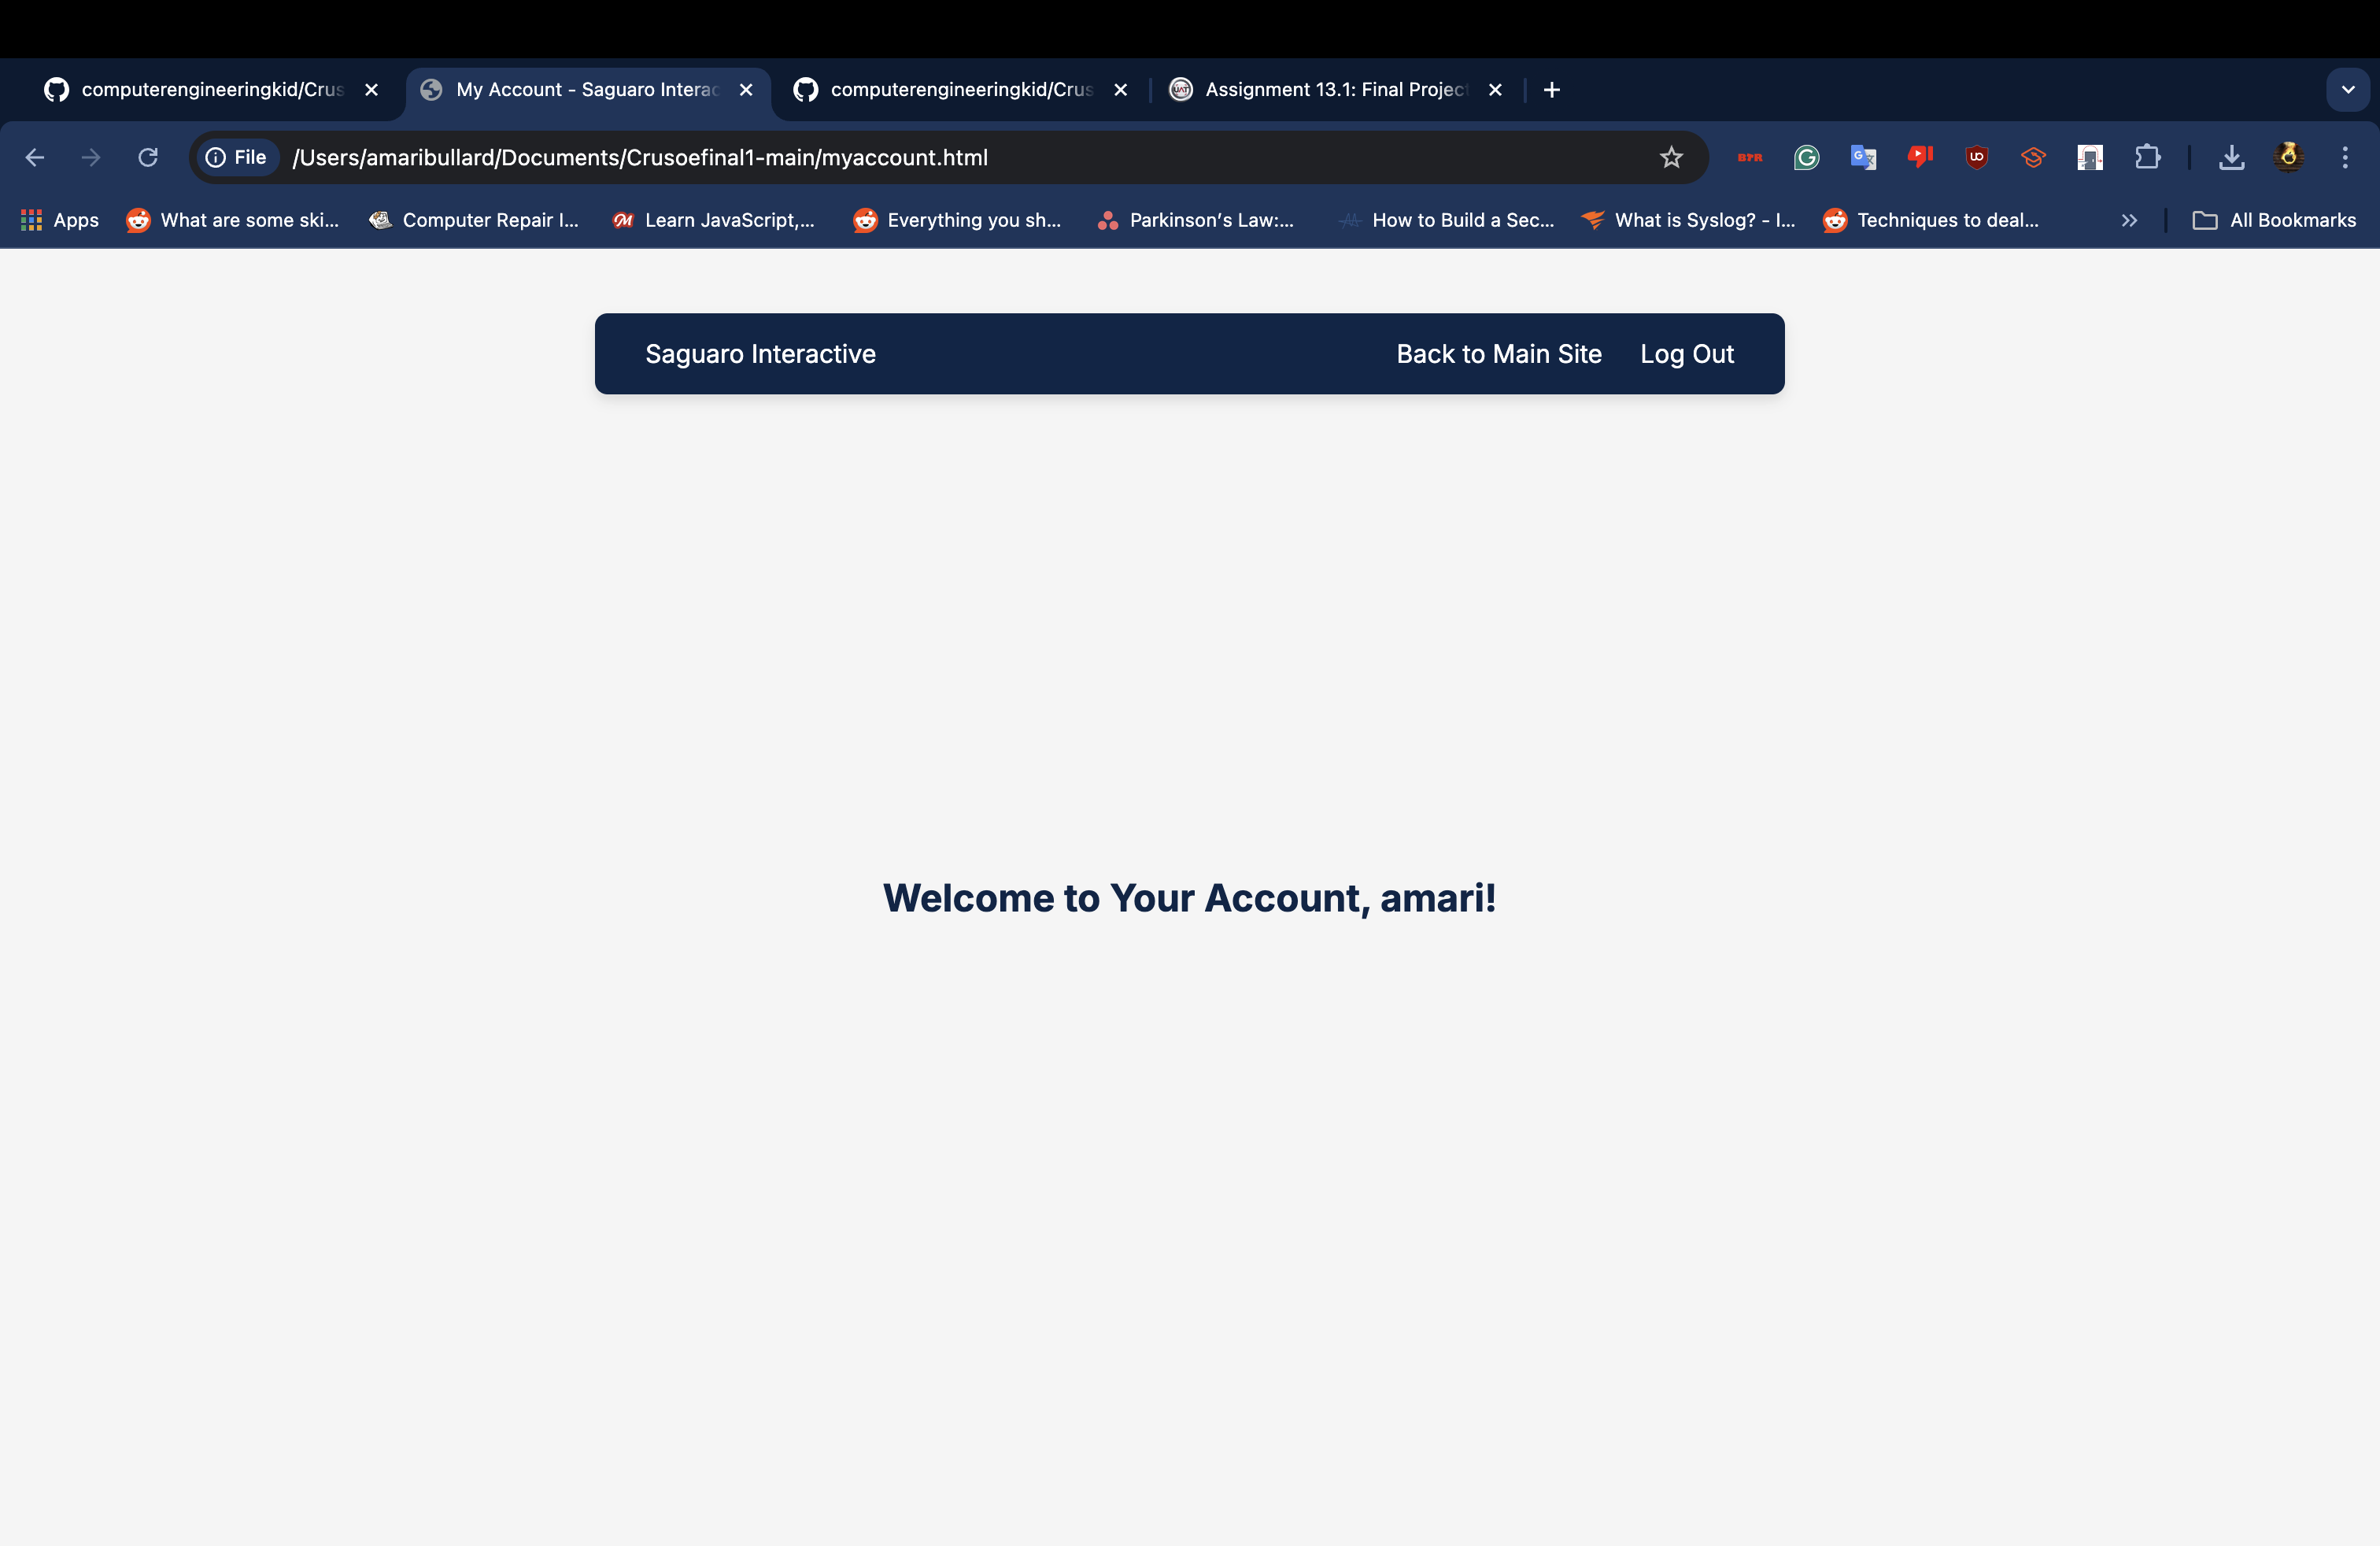 computerengineeringkid/Crus
My Account - Saguaro Interac
computerengineeringkid/Crus
Assignment 13.1: Final Project
File
/Users/amaribullard/Documents/Crusoefinal1-main/myaccount.html
Apps
What are some ski...
Computer Repair I...
Learn JavaScript,...
Everything you sh...
Parkinson's Law:...
How to Build a Sec...
What is Syslog? - I...
Techniques to deal...
All Bookmarks
Saguaro Interactive
Back to Main Site
Log Out
Welcome to Your Account, amari!